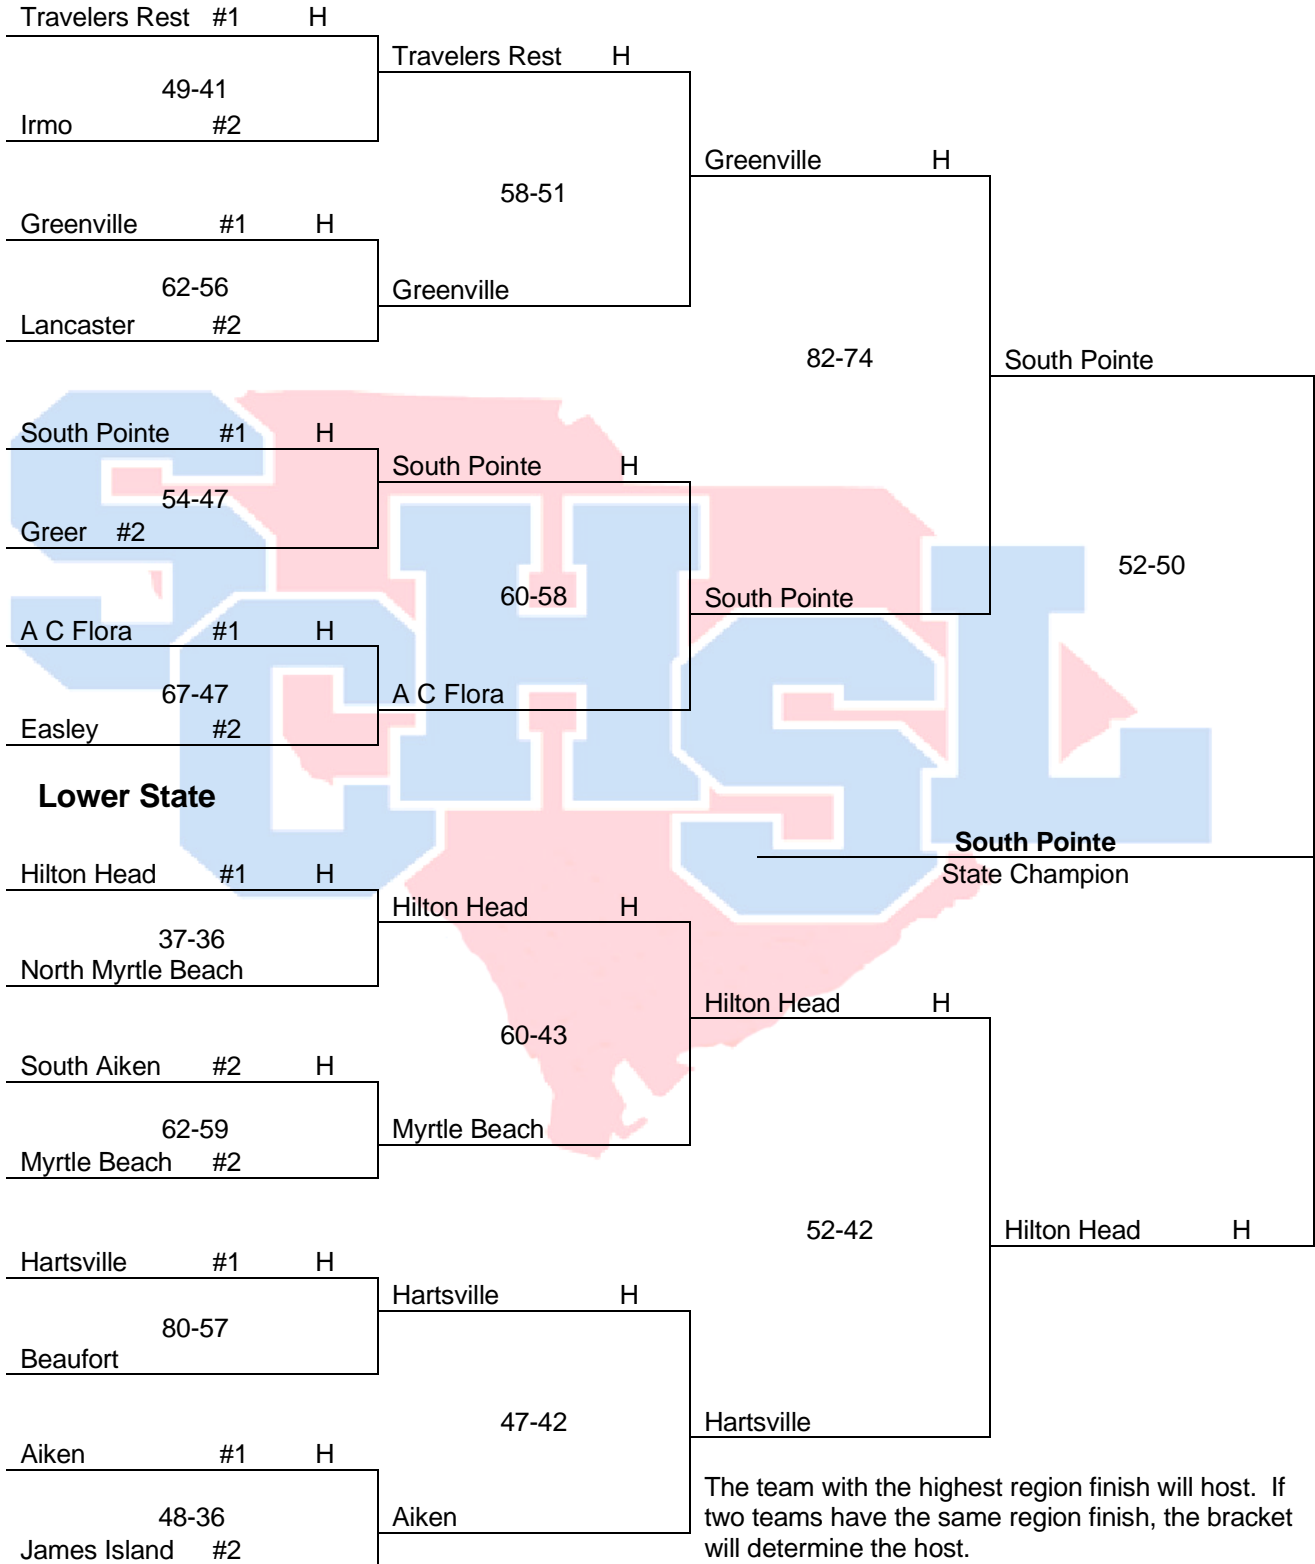 Travelers Rest #1 H
Travelers Rest H
49-41
Irmo #2
Greenville H
58-51
Greenville #1 H
62-56
Greenville
Lancaster #2
82-74
South Pointe
South Pointe #1 H
South Pointe H
54-47
Greer #2
52-50
60-58
South Pointe
A C Flora #1 H
67-47
A C Flora
Easley #2
Lower State
South Pointe
State Champion
Hilton Head #1 H
Hilton Head H
37-36
North Myrtle Beach
Hilton Head H
60-43
South Aiken #2 H
62-59
Myrtle Beach
Myrtle Beach #2
52-42
Hilton Head H
Hartsville #1 H
Hartsville H
80-57
Beaufort
47-42
Hartsville
Aiken #1 H
48-36
Aiken
James Island #2
The team with the highest region finish will host. If
two teams have the same region finish, the bracket
will determine the host.
SCHSL